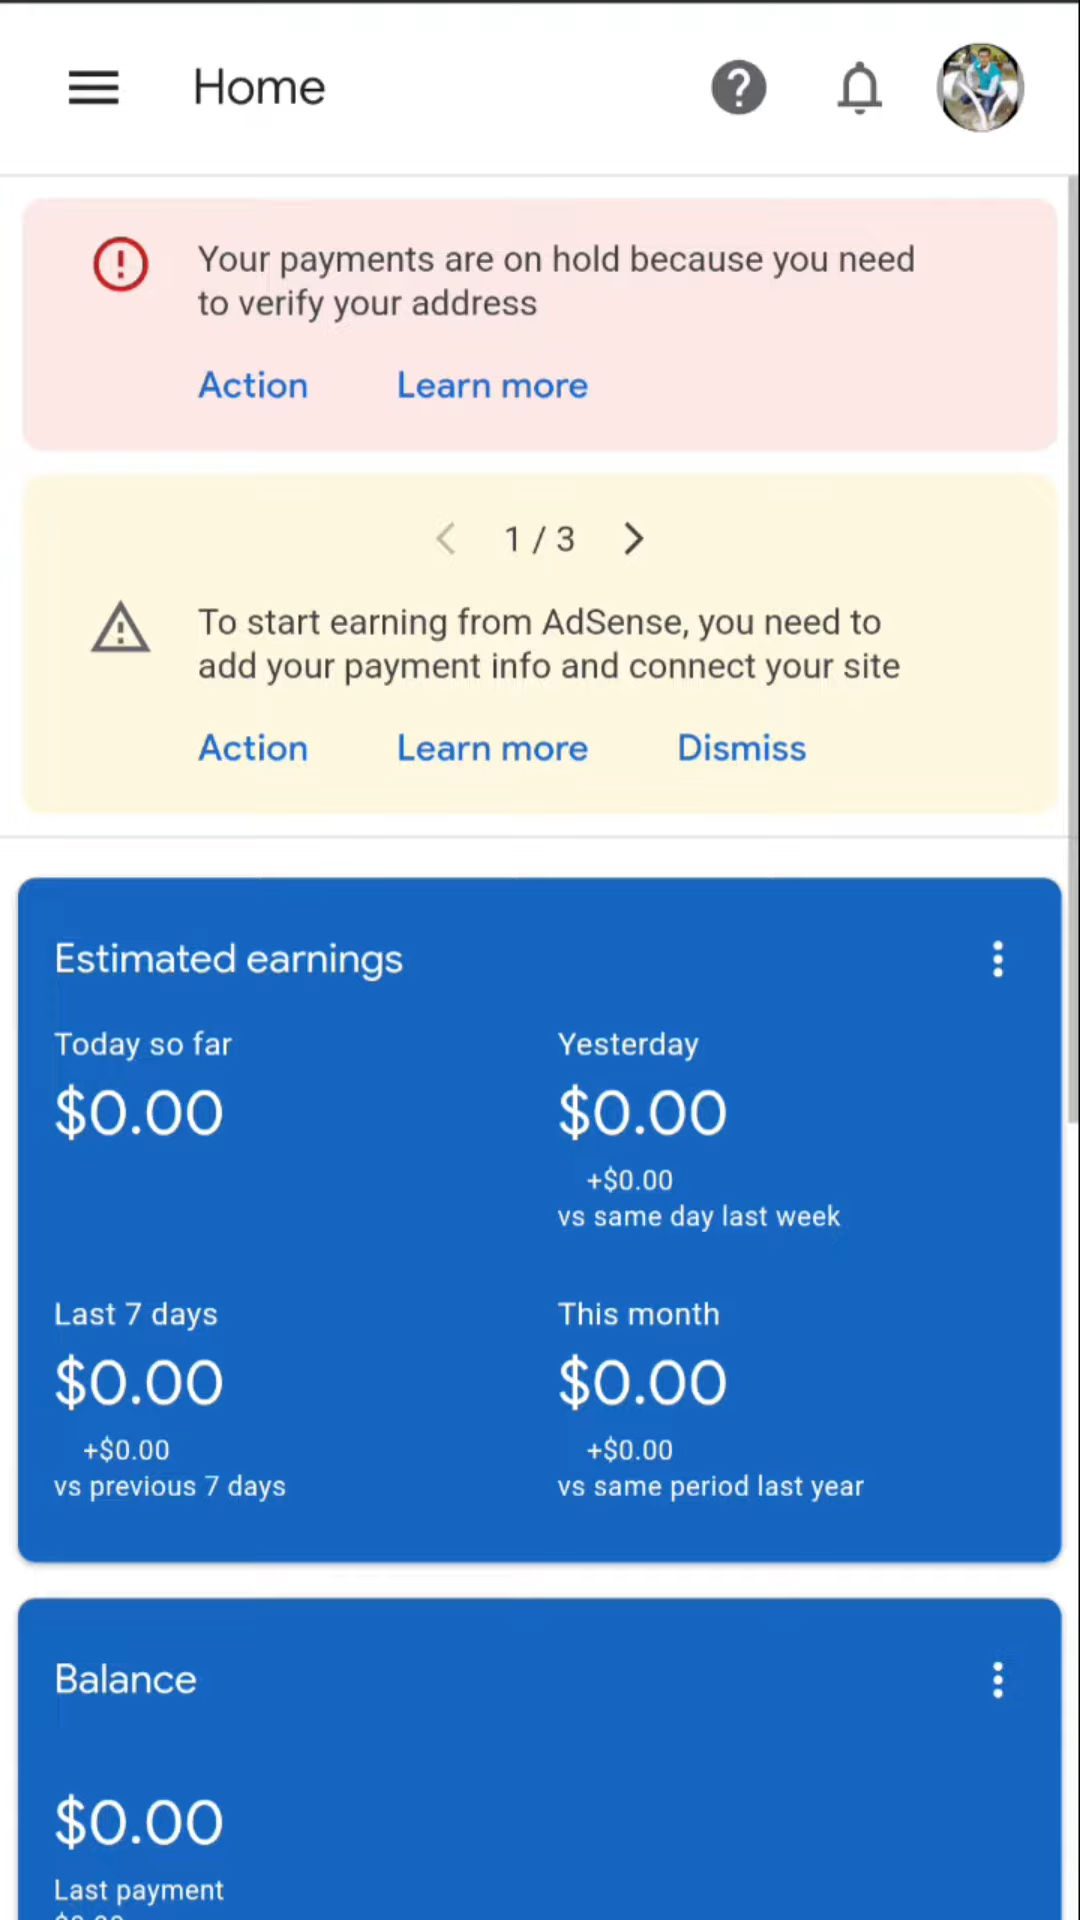 Home
Your payments are on hold because you need
to verify your address
Action Learn more
1 / 3
To start earning from AdSense, you need to
add your payment info and connect your site
Action Learn more Dismiss
Estimated earnings
Today so far Yesterday
$0.00 $0.00
+$0.00
vs same day last week
Last 7 days This month
$0.00 $0.00
+$0.00 +$0.00
vs previous 7 days vs same period last year
Balance
$0.00
Last payment